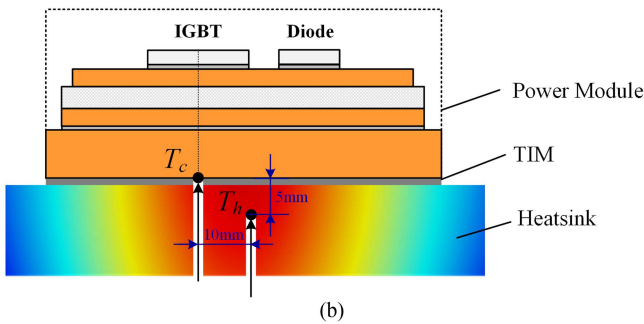 IGBT Diode
Power Module
T_c
TIM
T_h 5mm
Heatsink
10mm
(b)